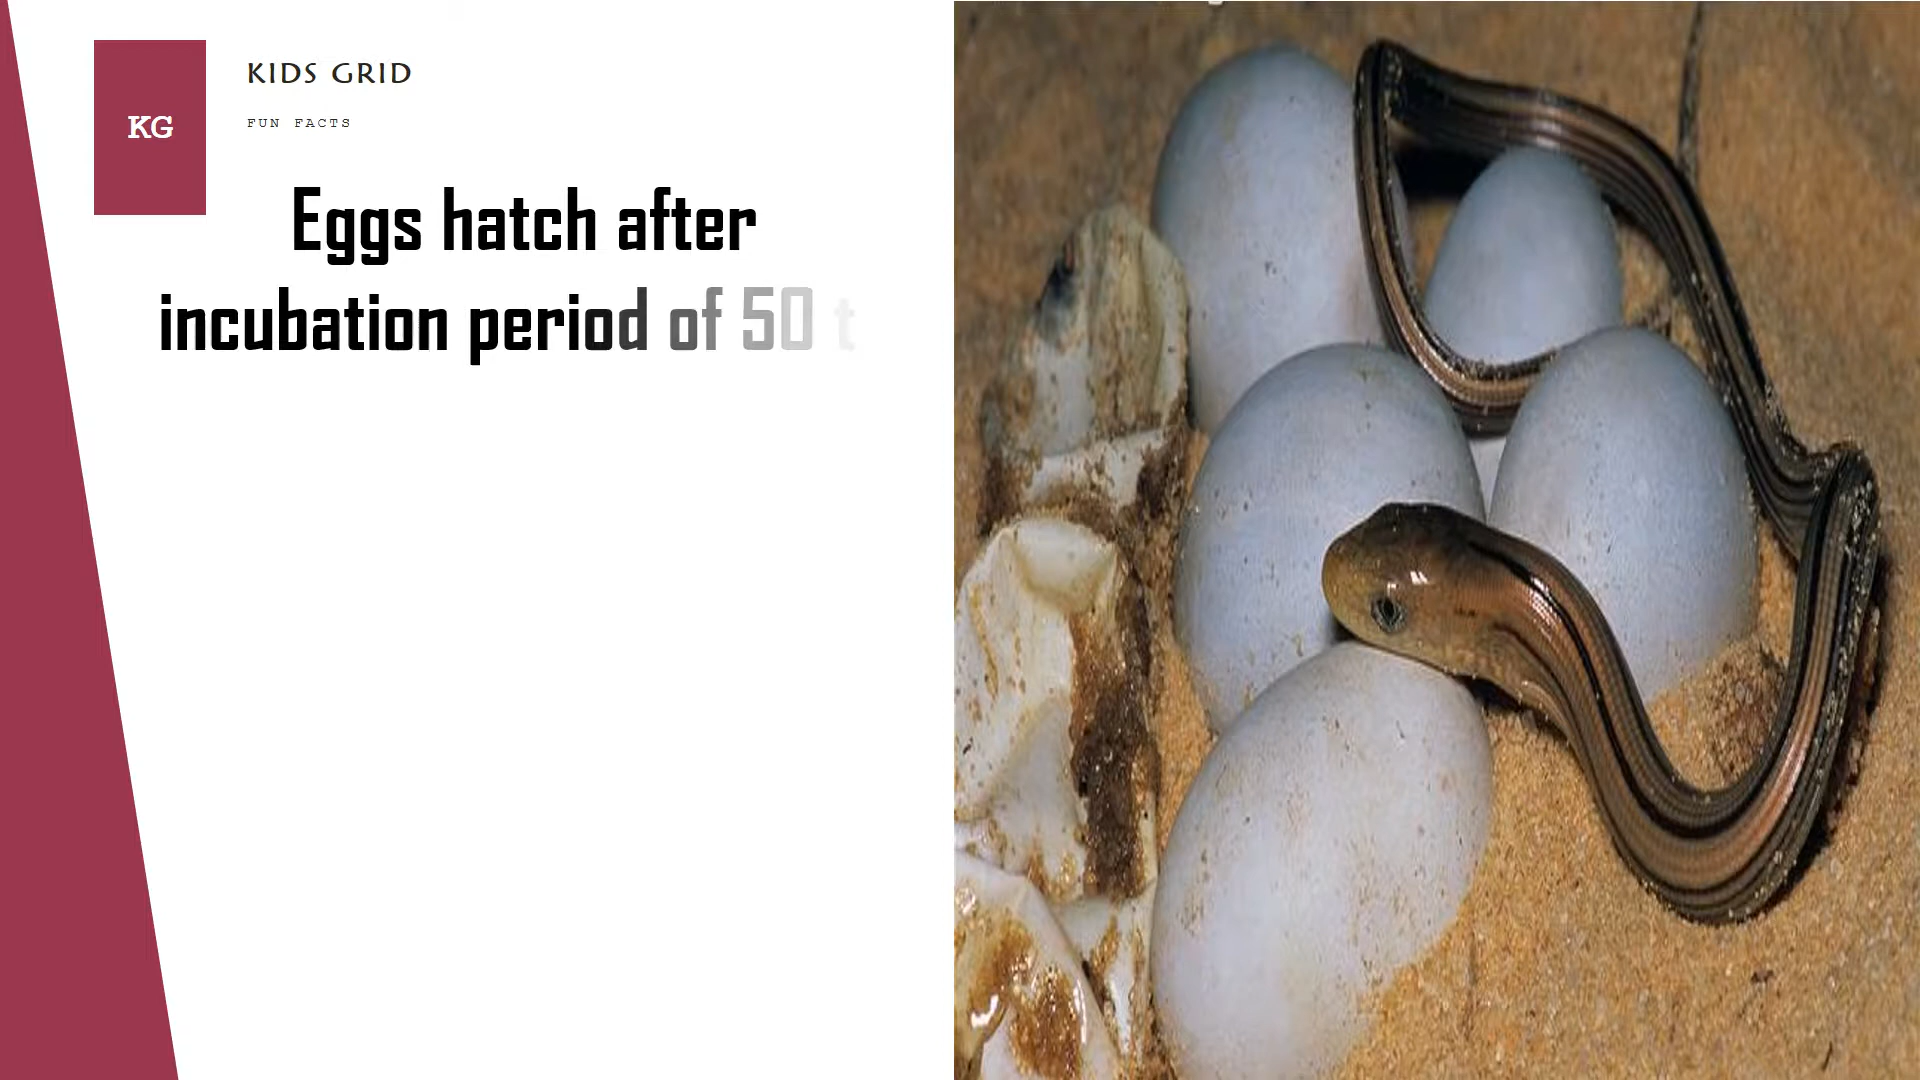 KG
KIDS GRID
FUN FACTS
Eggs hatch after
incubation period of 50 t